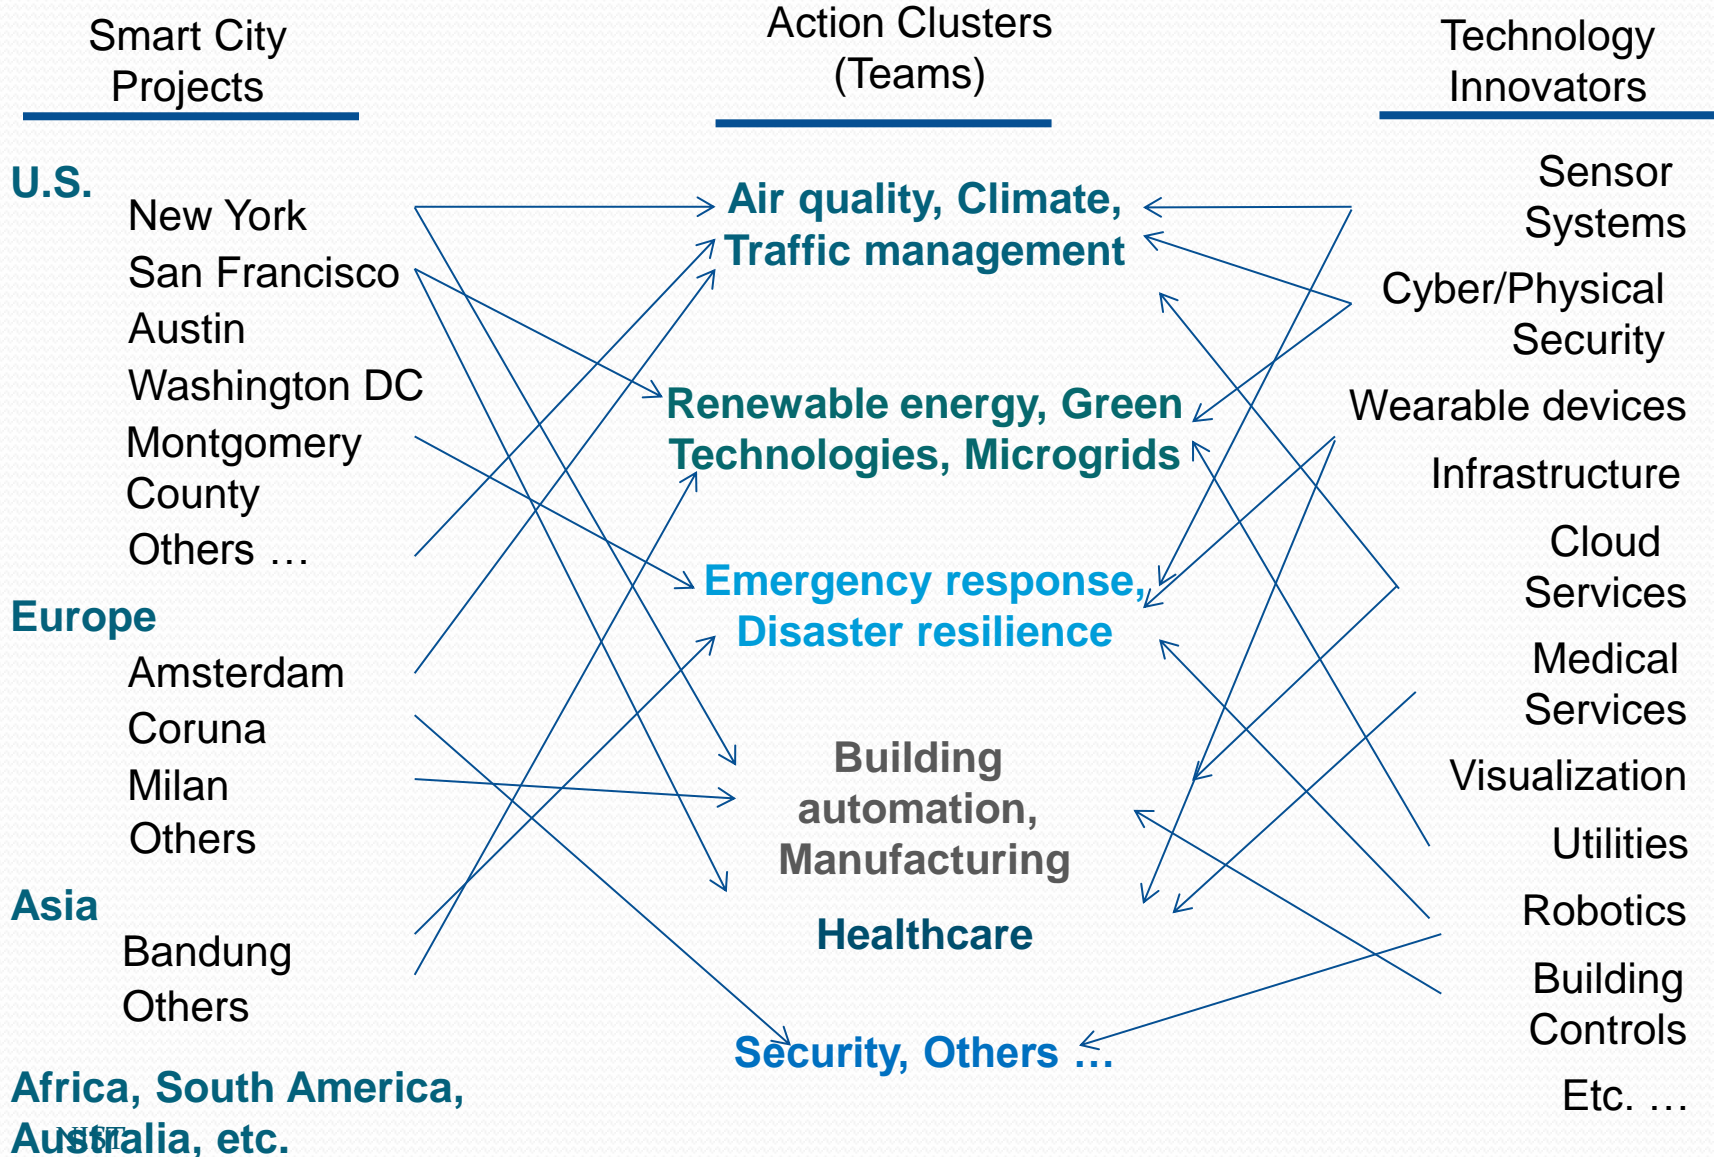 Smart City
Projects
Action Clusters
(Teams)
Technology
Innovators
U.S.
New York
San Francisco
Austin
Washington DC
Montgomery
County
Others …
Europe
Amsterdam
Coruna
Milan
Others
Asia
Bandung
Others
Africa, South America,
Australia, etc.
NIST
Air quality, Climate,
Traffic management
Renewable energy, Green
Technologies, Microgrids
Emergency response,
Disaster resilience
Building
automation,
Manufacturing
Healthcare
Security, Others …
Sensor
Systems
Cyber/Physical
Security
Wearable devices
Infrastructure
Cloud
Services
Medical
Services
Visualization
Utilities
Robotics
Building
Controls
Etc. …